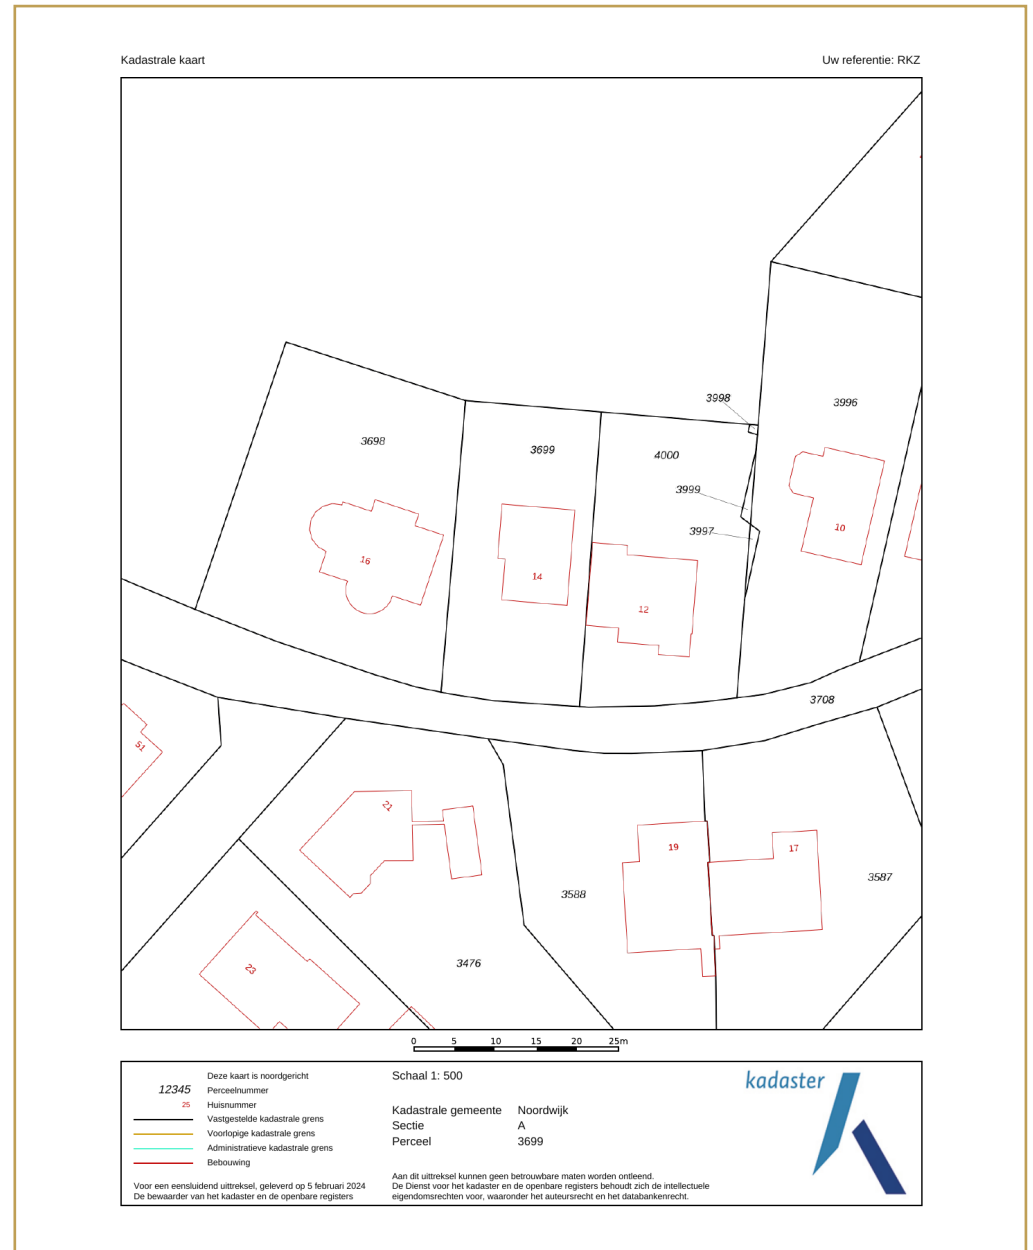 Kadastrale kaart
Uw referentie: RKZ
3998
3996
3698
3699
4000
3999
3997
10
16
14
12
3708
51
21
19
17
3587
3588
23
3476
0 5 10 15 20 25m
Deze kaart is noordgericht
12345 Perceelnummer
25 Huisnummer
Vastgestelde kadastrale grens
Voorlopige kadastrale grens
Administratieve kadastrale grens
Bebouwing
Voor een eensluidend uittreksel, geleverd op 5 februari 2024
De bewaarder van het kadaster en de openbare registers
Schaal 1: 500
Kadastrale gemeente Noordwijk
Sectie A
Perceel 3699
Aan dit uittreksel kunnen geen betrouwbare maten worden ontleend.
De Dienst voor het kadaster en de openbare registers behoudt zich de intellectuele
eigendomsrechten voor, waaronder het auteursrecht en het databankenrecht.
kadaster